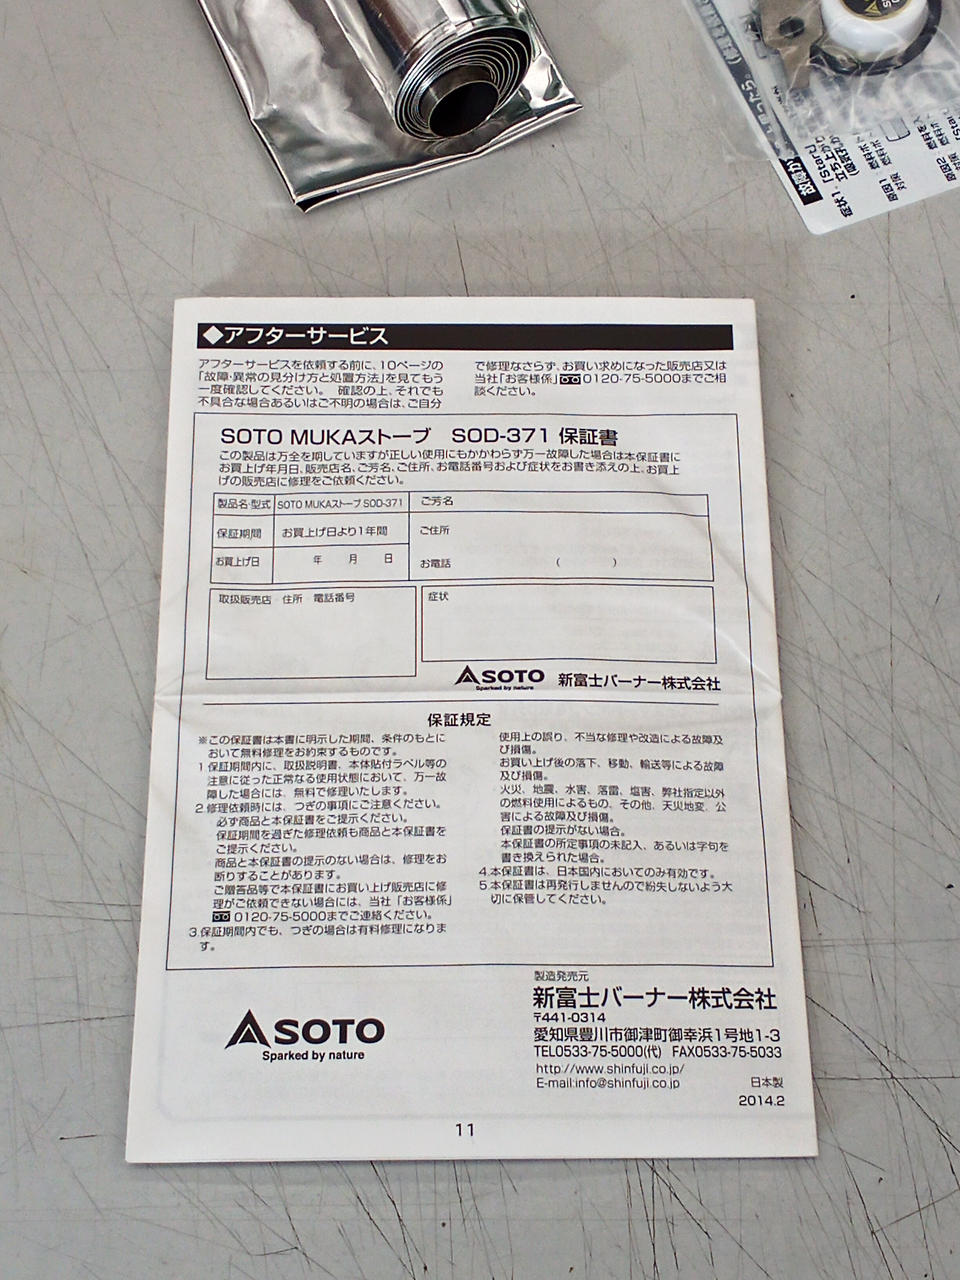 故障か
症状1.「Start」
立ち上がりじ
原因1
対策
原因2
◆アフターサービス
アフターサービスを依頼する前に、10ページの
「故障・異常の見分け方と処置方法」を見てもう
一度確認してください。 確認の上、それでも
不具合な場合あるいはご不明の場合は、ご自分
で修理なさらず、お買い求めになった販売店又は
当社「お客様係」0120-75-5000までご相
談ください。
SOTO MUKAストーブ SOD-371 保証書
この製品は万全を期していますが正しい使用にもかかわらず万一故障した場合は本保証書に
お買上げ年月日、販売店名、ご芳名、ご住所、お電話番号および症状をお書き添えの上、お買上
げの販売店に修理をご依頼ください。
製品名・型式 SOTO MUKAストーブ SOD-371 ご芳名
保証期間 お買上げ日より1年間 ご住所
お買上げ日 年 月 日 お電話 ( )
取扱販売店 住所 電話番号 症状
SOTO 新富士バーナー株式会社
Sparked by nature
保証規定
※この保証書は本書に明示した期間、条件のもとに
おいて無料修理をお約束するものです。
1.保証期間内に、取扱説明書、本体貼付ラベル等の
注意に従った正常なる使用状態において、万一故
障した場合には、無料で修理いたします。
2.修理依頼時には、つぎの事項にご注意ください。
必ず商品と本保証書をご提示ください。
保証期間を過ぎた修理依頼も商品と本保証書を
ご提示ください。
商品と本保証書の提示のない場合は、修理をお
断りすることがあります。
ご贈答品等で本保証書にお買い上げ販売店に修
理がご依頼できない場合には、当社「お客様係」
0120-75-5000までご連絡ください。
3.保証期間内でも、つぎの場合は有料修理になりま
す。
使用上の誤り、不当な修理や改造による故障及
び損傷。
お買い上げ後の落下、移動、輸送等による故障
及び損傷。
火災、地震、水害、落雷、塩害、弊社指定以外
の燃料使用によるもの、その他、天災地変、公
害による故障及び損傷。
保証書の提示がない場合。
本保証書の所定事項の未記入、あるいは字句を
書き換えられた場合。
4.本保証書は、日本国内においてのみ有効です。
5.本保証書は再発行しませんので紛失しないよう大
切に保管してください。
SOTO
Sparked by nature
製造発売元
新富士バーナー株式会社
〒441-0314
愛知県豊川市御津町御幸浜1号地1-3
TEL0533-75-5000(代) FAX0533-75-5033
http://www.shinfuji.co.jp/
E-mail:info@shinfuji.co.jp
日本製
2014.2
11